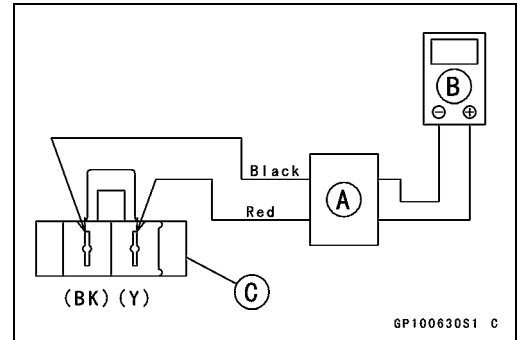 B
⊖ ⊕
Black
A
Red
C
(BK) (Y)
GP100630S1 C